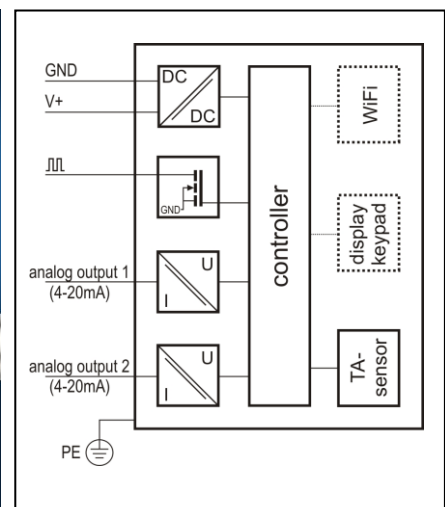 GND
V+
DC
DC
GND
analog output 1
(4-20mA)
U
I
analog output 2
(4-20mA)
U
I
PE
controller
WiFi
display
keypad
TA-
sensor